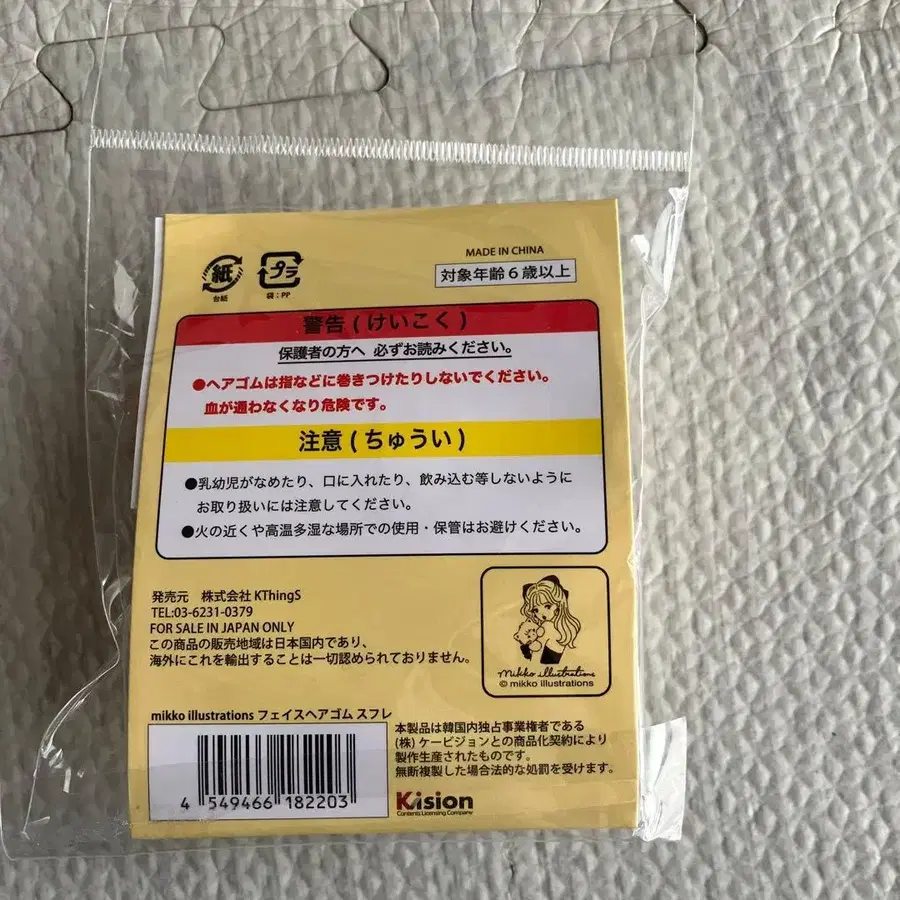 MADE IN CHINA
対象年齢６歳以上
紙
台紙
プラ
袋：PP
警告 ( けいこく )
保護者の方へ 必ずお読みください。
●ヘアゴムは指などに巻きつけたりしないでください。
血が通わなくなり危険です。
注意 ( ちゅうい )
●乳幼児がなめたり、口に入れたり、飲み込む等しないように
お取り扱いには注意してください。
●火の近くや高温多湿な場所での使用・保管はお避けください。
発売元　株式会社 KThingS
TEL:03-6231-0379
FOR SALE IN JAPAN ONLY
この商品の販売地域は日本国内であり、
海外にこれを輸出することは一切認められておりません。
mikko illustrations
© mikko illustrations
mikko illustrations フェイスヘアゴム スフレ
4 549466 182203
本製品は韓国内独占事業権者である
(株) ケービジョンとの商品化契約により
製作生産されたものです。
無断複製した場合法的な処罰を受けます。
Kvision
Contents Licensing Company